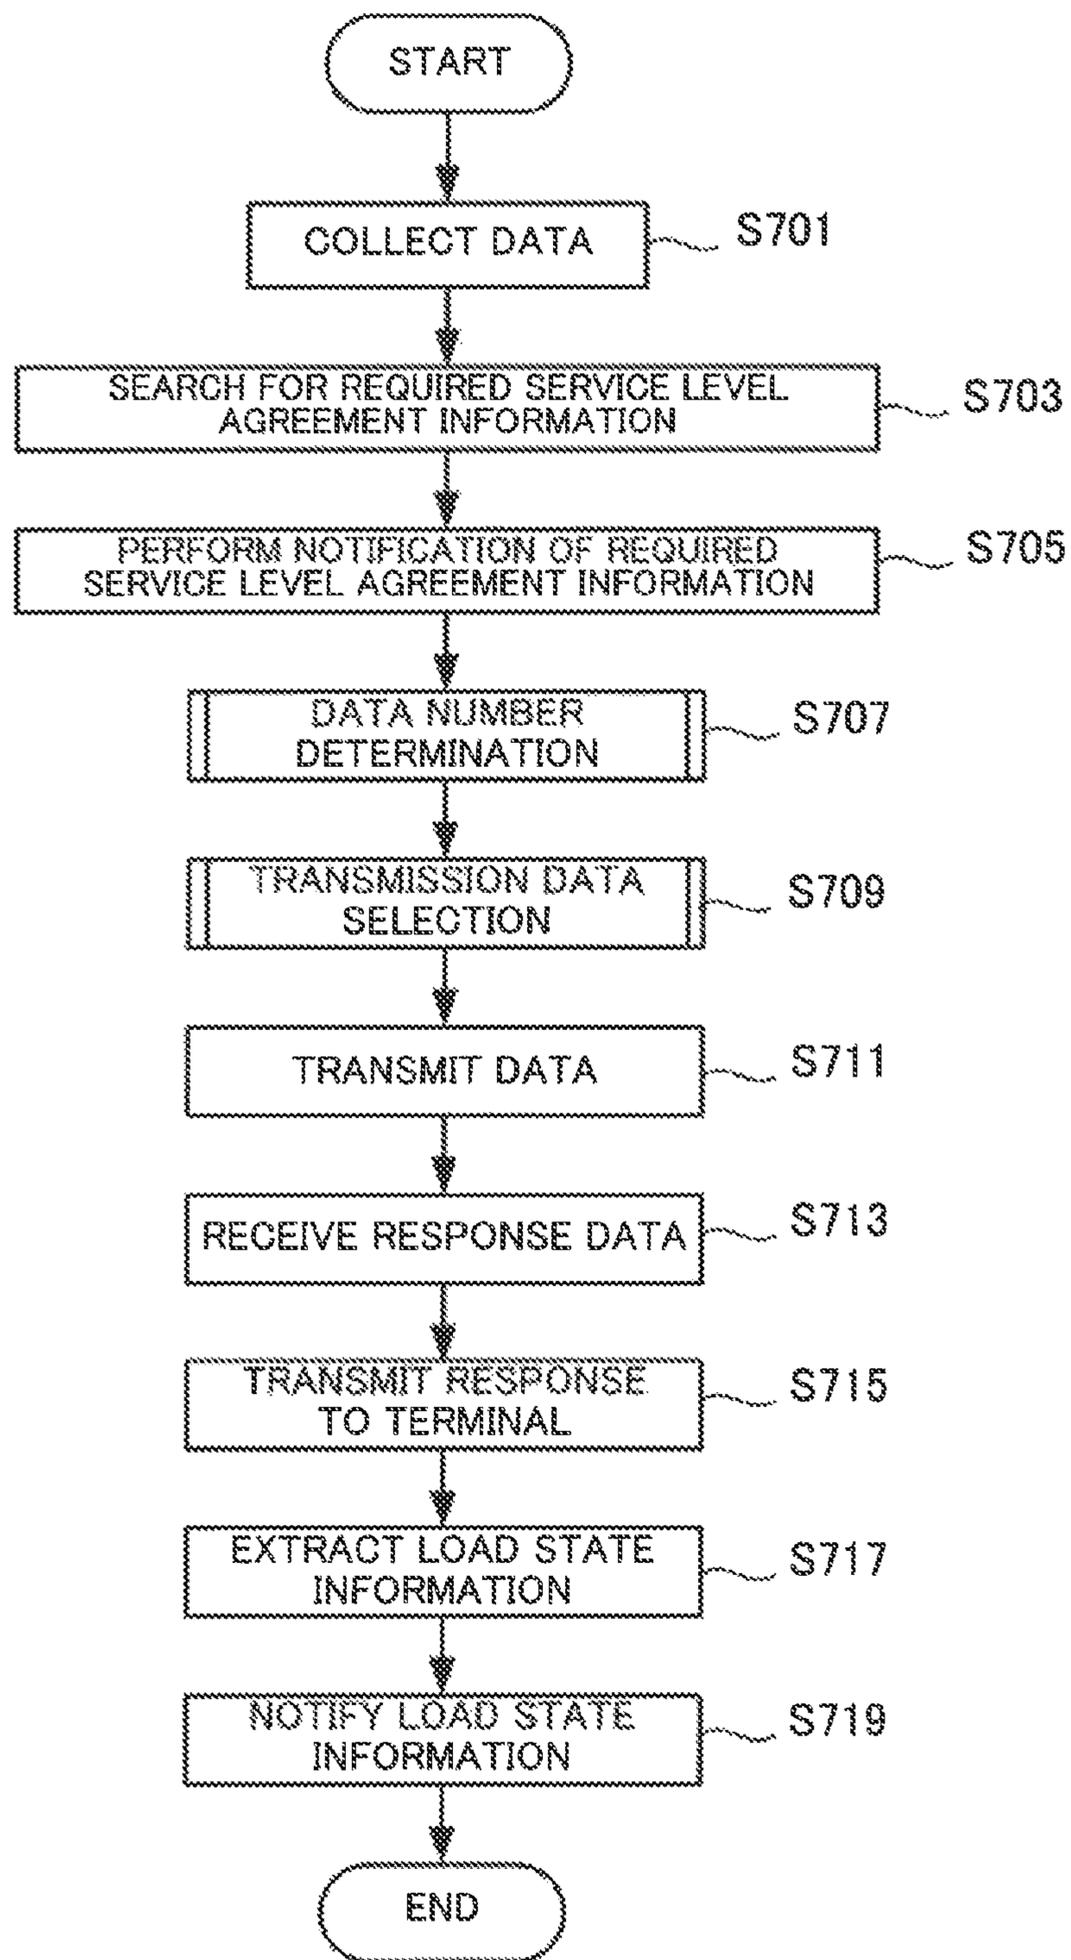 START
COLLECT DATA
S701
SEARCH FOR REQUIRED SERVICE LEVEL
AGREEMENT INFORMATION
S703
PERFORM NOTIFICATION OF REQUIRED
SERVICE LEVEL AGREEMENT INFORMATION
S705
DATA NUMBER
DETERMINATION
S707
TRANSMISSION DATA
SELECTION
S709
TRANSMIT DATA
S711
RECEIVE RESPONSE DATA
S713
TRANSMIT RESPONSE
TO TERMINAL
S715
EXTRACT LOAD STATE
INFORMATION
S717
NOTIFY LOAD STATE
INFORMATION
S719
END